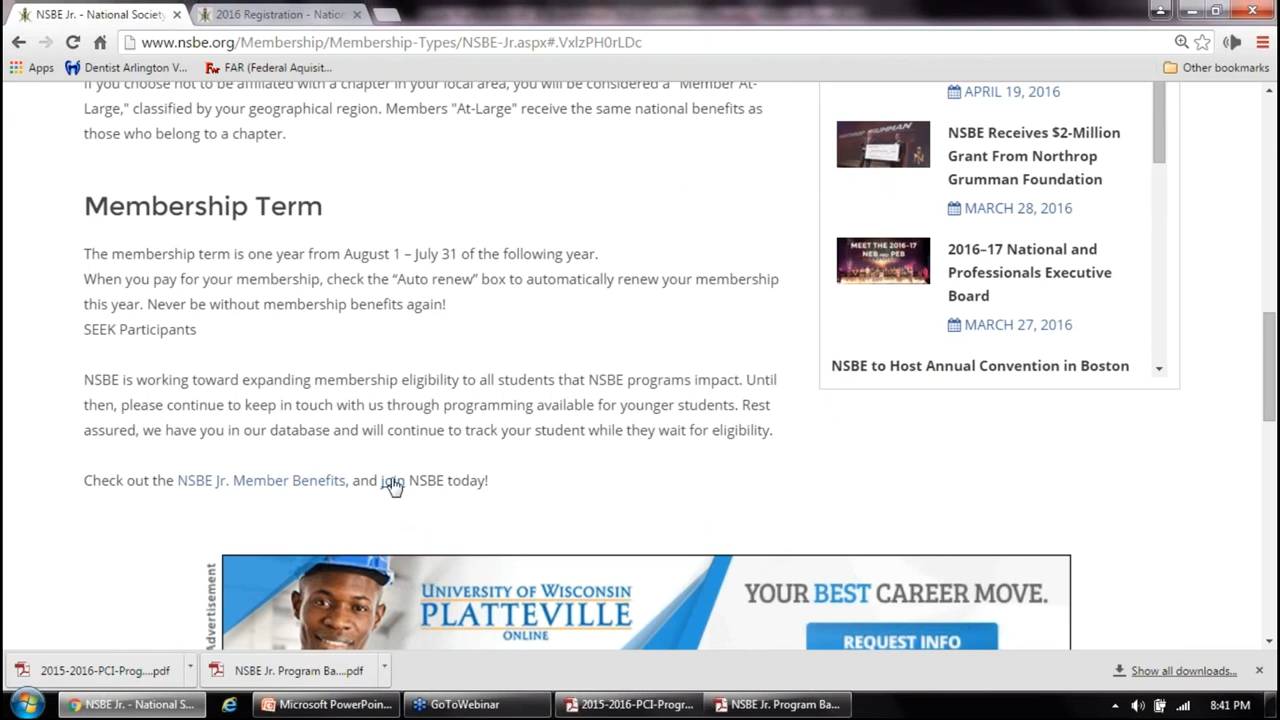 NSBE Jr. - National Society
2016 Registration - Nation
www.nsbe.org/Membership/Membership-Types/NSBE-Jr.aspx#.VxlzPH0rLDc
Apps
Dentist Arlington V...
FAR (Federal Aquisit...
Other bookmarks
If you choose not to be affiliated with a chapter in your local area, you will be considered a "Member At-
Large," classified by your geographical region. Members "At-Large" receive the same national benefits as
those who belong to a chapter.
Membership Term
The membership term is one year from August 1 – July 31 of the following year.
When you pay for your membership, check the “Auto renew” box to automatically renew your membership
this year. Never be without membership benefits again!
SEEK Participants
NSBE is working toward expanding membership eligibility to all students that NSBE programs impact. Until
then, please continue to keep in touch with us through programming available for younger students. Rest
assured, we have you in our database and will continue to track your student while they wait for eligibility.
Check out the NSBE Jr. Member Benefits, and join NSBE today!
APRIL 19, 2016
NSBE Receives $2-Million
Grant From Northrop
Grumman Foundation
MARCH 28, 2016
MEET THE 2016-17
NEB AND PEB
2016–17 National and
Professionals Executive
Board
MARCH 27, 2016
NSBE to Host Annual Convention in Boston
Advertisement
UNIVERSITY OF WISCONSIN
PLATTEVILLE
ONLINE
YOUR BEST CAREER MOVE.
REQUEST INFO
2015-2016-PCI-Prog....pdf
NSBE Jr. Program Ba....pdf
Show all downloads...
NSBE Jr. - National S...
Microsoft PowerPoin...
GoToWebinar
2015-2016-PCI-Progr...
NSBE Jr. Program Ba...
8:41 PM